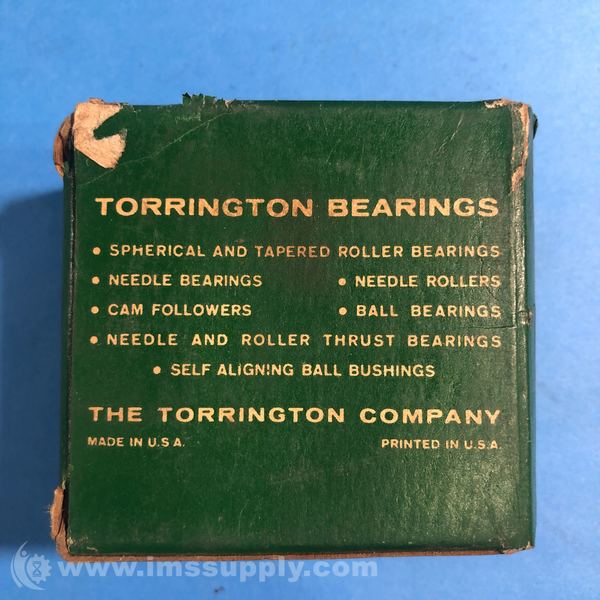 TORRINGTON BEARINGS
• SPHERICAL AND TAPERED ROLLER BEARINGS
• NEEDLE BEARINGS • NEEDLE ROLLERS
• CAM FOLLOWERS • BALL BEARINGS
• NEEDLE AND ROLLER THRUST BEARINGS
• SELF ALIGNING BALL BUSHINGS
THE TORRINGTON COMPANY
MADE IN U.S.A. PRINTED IN U.S.A.
www.imssupply.com